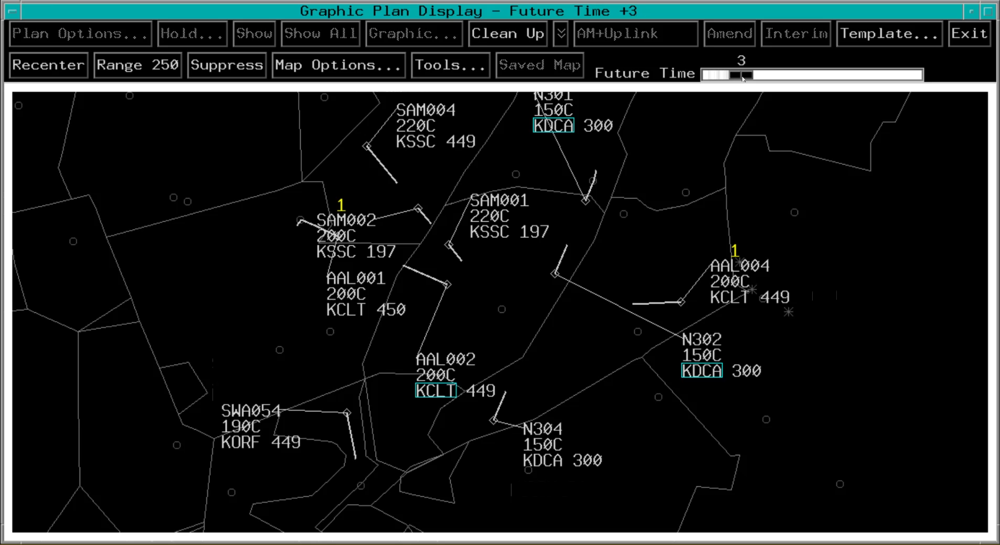 Graphic Plan Display - Future Time +3
Plan Options... Hold... Show Show All Graphic... Clean Up AM+Uplink Amend Interim Template... Exit
Recenter Range 250 Suppress Map Options... Tools... Saved Map Future Time 3
N301
150C
KDCA 300
SAM004
220C
KSSC 449
SAM001
220C
KSSC 197
1
SAM002
200C
KSSC 197
AAL001
200C
KCLT 450
1
AAL004
200C
KCLT 449
N302
150C
KDCA 300
AAL002
200C
KCLT 449
SWA054
190C
KORF 449
N304
150C
KDCA 300